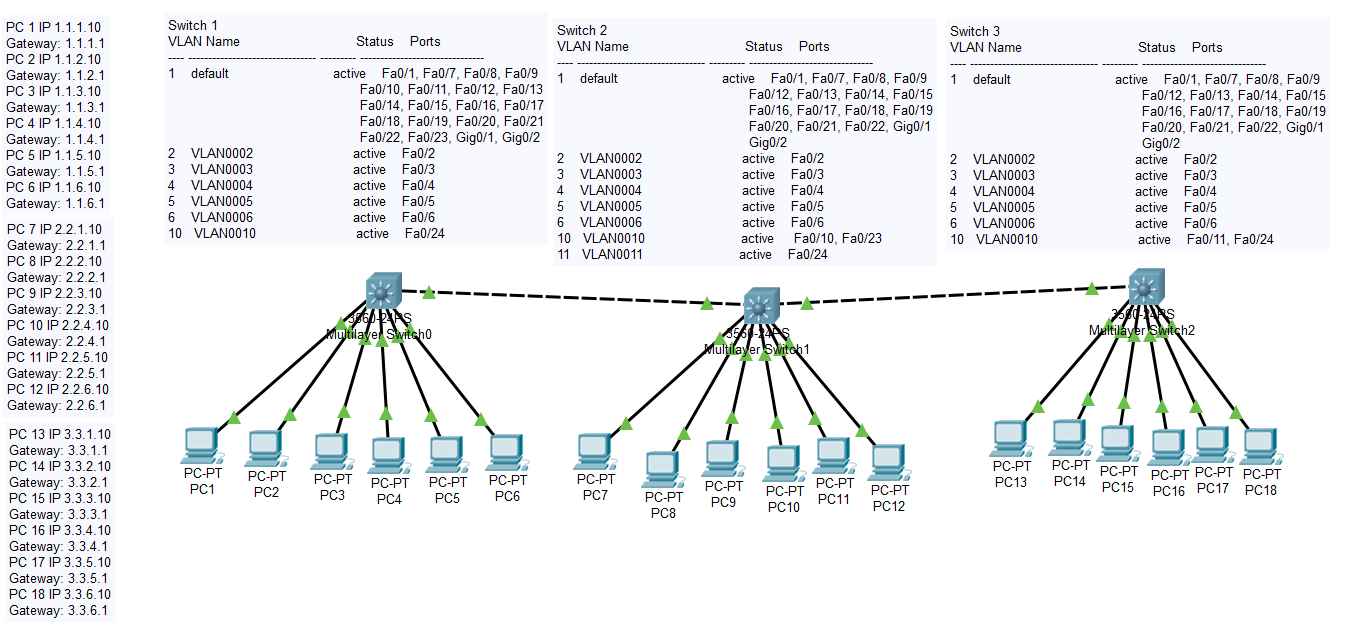 PC 1 IP 1.1.1.10
Gateway: 1.1.1.1
PC 2 IP 1.1.2.10
Gateway: 1.1.2.1
PC 3 IP 1.1.3.10
Gateway: 1.1.3.1
PC 4 IP 1.1.4.10
Gateway: 1.1.4.1
PC 5 IP 1.1.5.10
Gateway: 1.1.5.1
PC 6 IP 1.1.6.10
Gateway: 1.1.6.1
PC 7 IP 2.2.1.10
Gateway: 2.2.1.1
PC 8 IP 2.2.2.10
Gateway: 2.2.2.1
PC 9 IP 2.2.3.10
Gateway: 2.2.3.1
PC 10 IP 2.2.4.10
Gateway: 2.2.4.1
PC 11 IP 2.2.5.10
Gateway: 2.2.5.1
PC 12 IP 2.2.6.10
Gateway: 2.2.6.1
PC 13 IP 3.3.1.10
Gateway: 3.3.1.1
PC 14 IP 3.3.2.10
Gateway: 3.3.2.1
PC 15 IP 3.3.3.10
Gateway: 3.3.3.1
PC 16 IP 3.3.4.10
Gateway: 3.3.4.1
PC 17 IP 3.3.5.10
Gateway: 3.3.5.1
PC 18 IP 3.3.6.10
Gateway: 3.3.6.1
Switch 1
VLAN Name Status Ports
---- -------------------------------- --------- -------------------------------
1 default active Fa0/1, Fa0/7, Fa0/8, Fa0/9
Fa0/10, Fa0/11, Fa0/12, Fa0/13
Fa0/14, Fa0/15, Fa0/16, Fa0/17
Fa0/18, Fa0/19, Fa0/20, Fa0/21
Fa0/22, Fa0/23, Gig0/1, Gig0/2
2 VLAN0002 active Fa0/2
3 VLAN0003 active Fa0/3
4 VLAN0004 active Fa0/4
5 VLAN0005 active Fa0/5
6 VLAN0006 active Fa0/6
10 VLAN0010 active Fa0/24
Switch 2
VLAN Name Status Ports
---- -------------------------------- --------- -------------------------------
1 default active Fa0/1, Fa0/7, Fa0/8, Fa0/9
Fa0/12, Fa0/13, Fa0/14, Fa0/15
Fa0/16, Fa0/17, Fa0/18, Fa0/19
Fa0/20, Fa0/21, Fa0/22, Gig0/1
Gig0/2
2 VLAN0002 active Fa0/2
3 VLAN0003 active Fa0/3
4 VLAN0004 active Fa0/4
5 VLAN0005 active Fa0/5
6 VLAN0006 active Fa0/6
10 VLAN0010 active Fa0/10, Fa0/23
11 VLAN0011 active Fa0/24
Switch 3
VLAN Name Status Ports
---- -------------------------------- --------- -------------------------------
1 default active Fa0/1, Fa0/7, Fa0/8, Fa0/9
Fa0/12, Fa0/13, Fa0/14, Fa0/15
Fa0/16, Fa0/17, Fa0/18, Fa0/19
Fa0/20, Fa0/21, Fa0/22, Gig0/1
Gig0/2
2 VLAN0002 active Fa0/2
3 VLAN0003 active Fa0/3
4 VLAN0004 active Fa0/4
5 VLAN0005 active Fa0/5
6 VLAN0006 active Fa0/6
10 VLAN0010 active Fa0/11, Fa0/24
3560-24PS
Multilayer Switch0
3560-24PS
Multilayer Switch1
3560-24PS
Multilayer Switch2
PC-PT
PC1
PC-PT
PC2
PC-PT
PC3
PC-PT
PC4
PC-PT
PC5
PC-PT
PC6
PC-PT
PC7
PC-PT
PC8
PC-PT
PC9
PC-PT
PC10
PC-PT
PC11
PC-PT
PC12
PC-PT
PC13
PC-PT
PC14
PC-PT
PC15
PC-PT
PC16
PC-PT
PC17
PC-PT
PC18